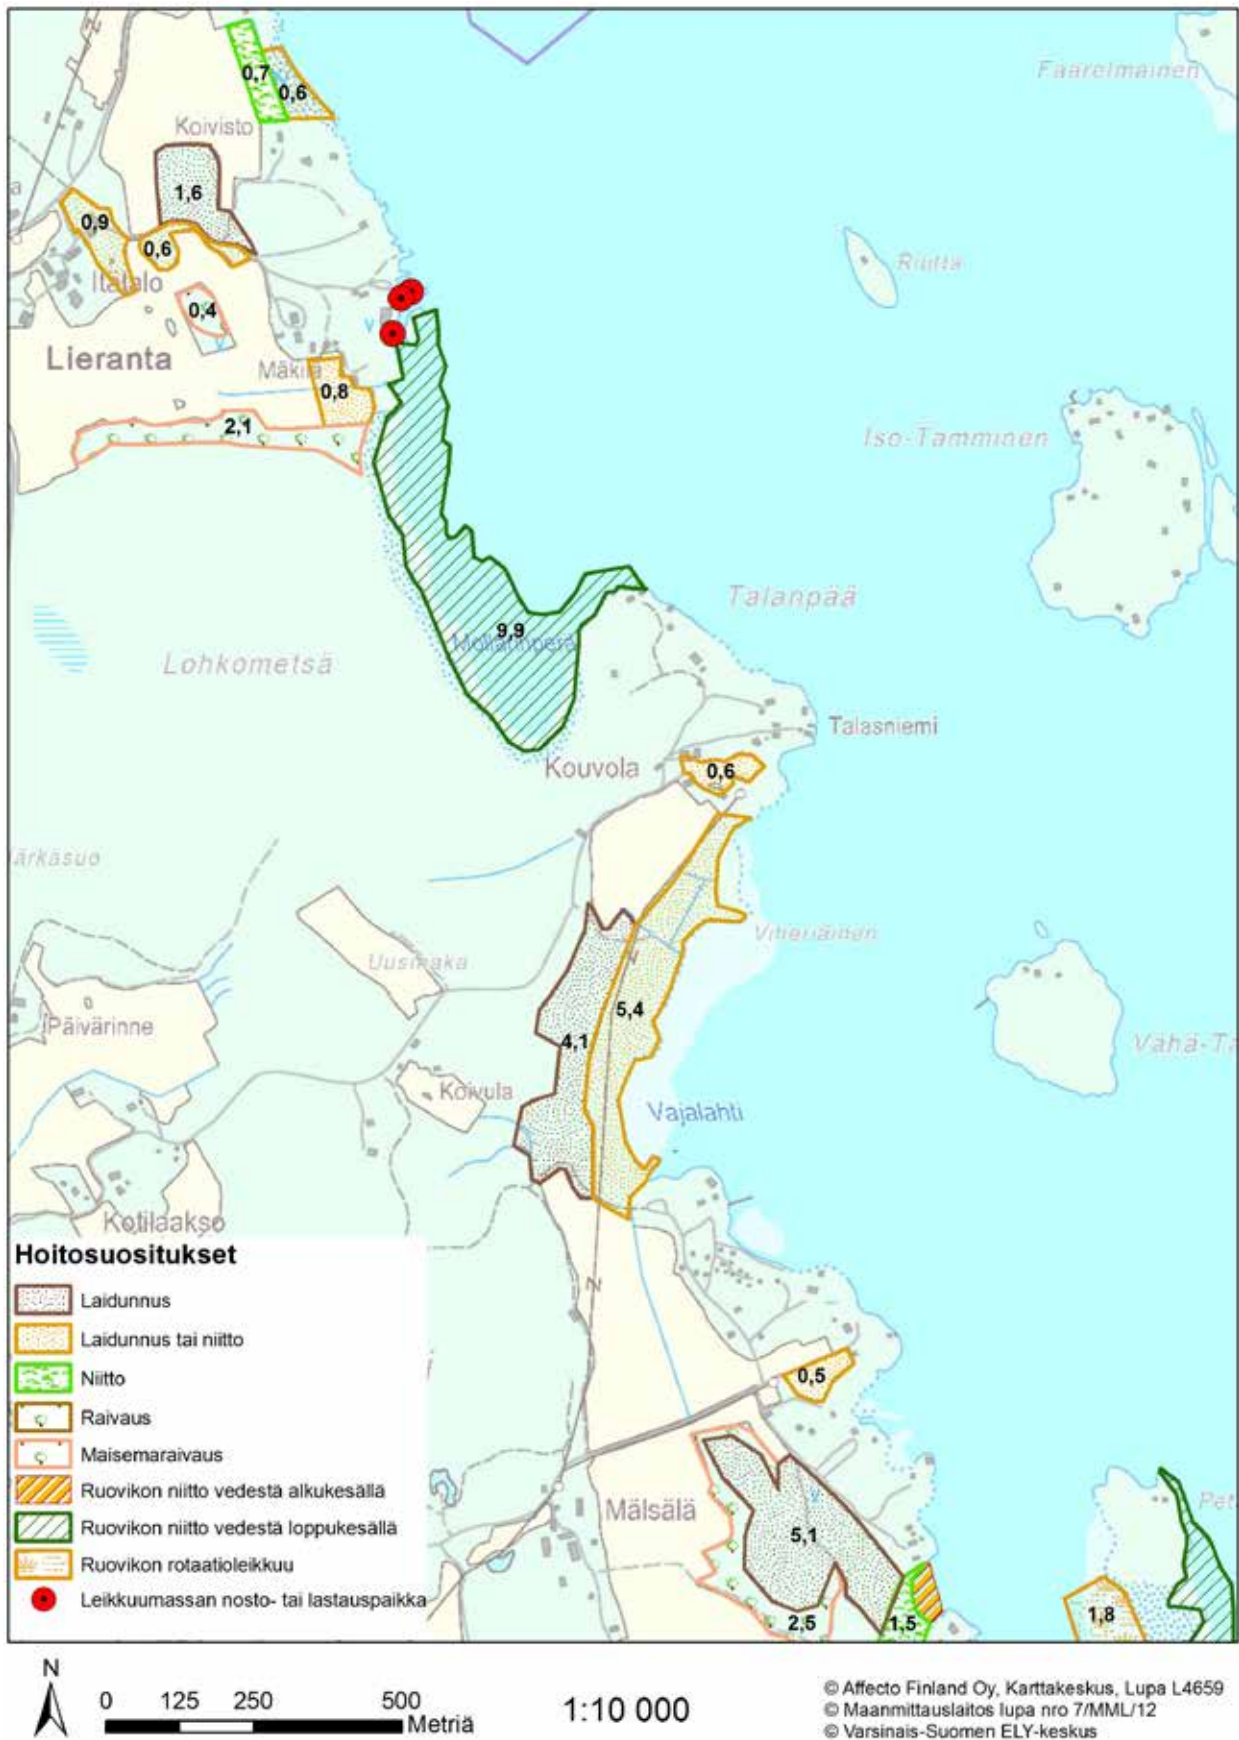 Faarelmainen
0,7
0,6
Koivisto
1,6
0,9
0,6
Riutta
Itätalo
0,4
V
V
Lieranta
Mäkilä
0,8
2,1
Iso-Tamminen
Talanpää
9,9
Lohkometsä
Talasniemi
Kouvola
0,6
ärkäsuo
Uusihaka
5,4
Päivärinne
4,1
Vähä-Ta
Koivula
Vajalahti
Kotilaakso
Z
0,5
Mälsälä
5,1
Pet
2,5
1,5
1,8
Hoitosuositukset
Laidunnus
Laidunnus tai niitto
Niitto
Raivaus
Maisemaraivaus
Ruovikon niitto vedestä alkukesällä
Ruovikon niitto vedestä loppukesällä
Ruovikon rotaatioleikkuu
Leikkuumassan nosto- tai lastauspaikka
N
0 125 250 500
Metriä
1:10 000
© Affecto Finland Oy, Karttakeskus, Lupa L4659
© Maanmittauslaitos lupa nro 7/MML/12
© Varsinais-Suomen ELY-keskus